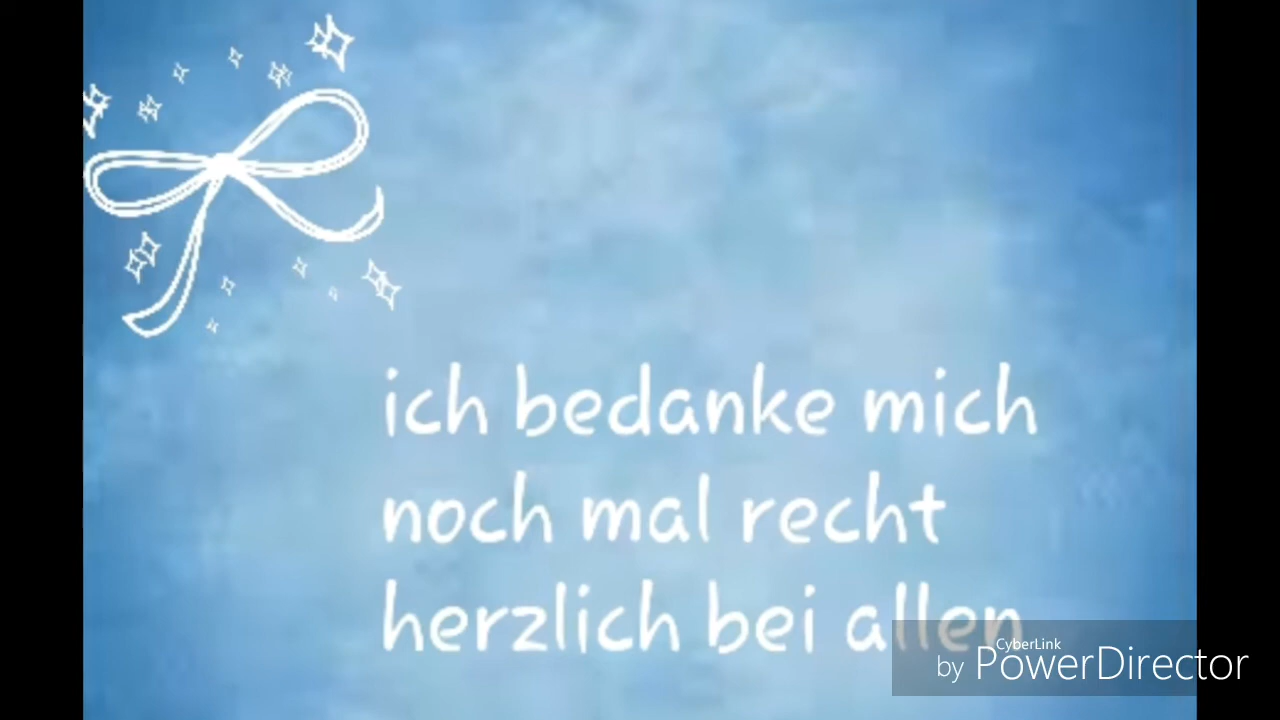 ich bedanke mich
noch mal recht
herzlich bei allen
CyberLink
by PowerDirector